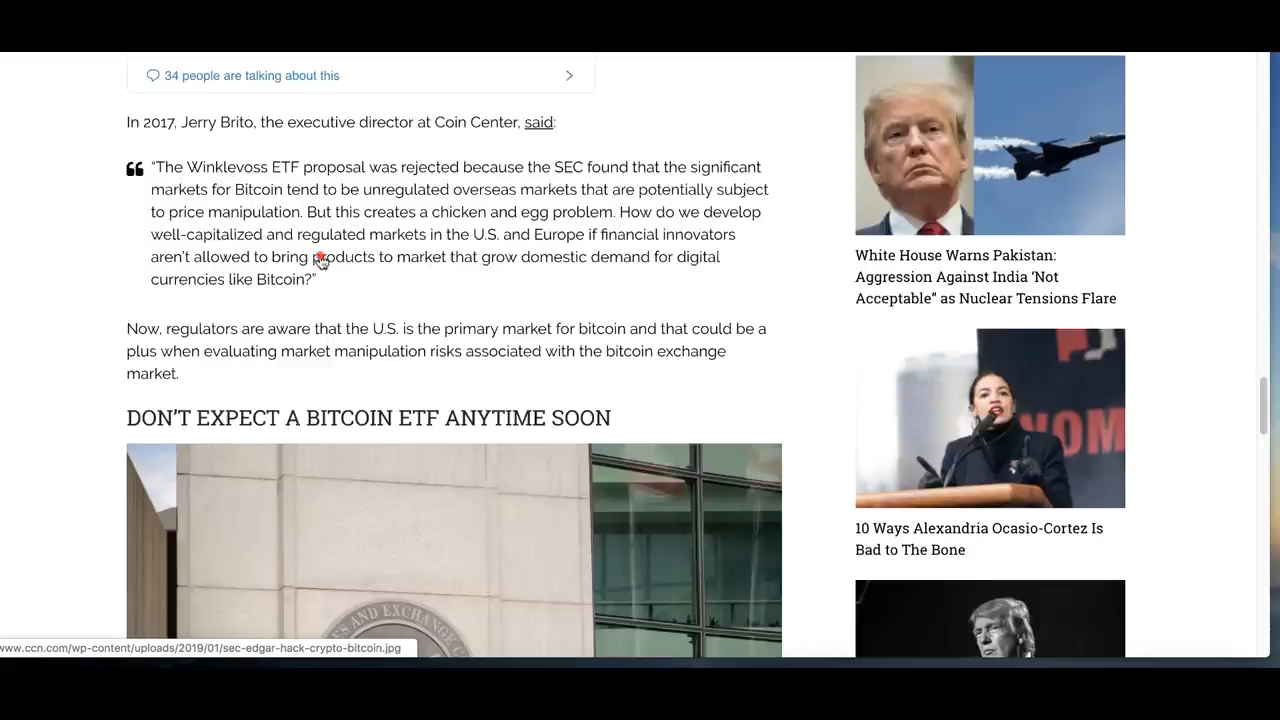 34 people are talking about this
In 2017, Jerry Brito, the executive director at Coin Center, said:
“The Winklevoss ETF proposal was rejected because the SEC found that the significant
markets for Bitcoin tend to be unregulated overseas markets that are potentially subject
to price manipulation. But this creates a chicken and egg problem. How do we develop
well-capitalized and regulated markets in the U.S. and Europe if financial innovators
aren’t allowed to bring products to market that grow domestic demand for digital
currencies like Bitcoin?”
Now, regulators are aware that the U.S. is the primary market for bitcoin and that could be a
plus when evaluating market manipulation risks associated with the bitcoin exchange
market.
DON’T EXPECT A BITCOIN ETF ANYTIME SOON
AND EXCHANGE
www.ccn.com/wp-content/uploads/2019/01/sec-edgar-hack-crypto-bitcoin.jpg
White House Warns Pakistan:
Aggression Against India ‘Not
Acceptable” as Nuclear Tensions Flare
10 Ways Alexandria Ocasio-Cortez Is
Bad to The Bone